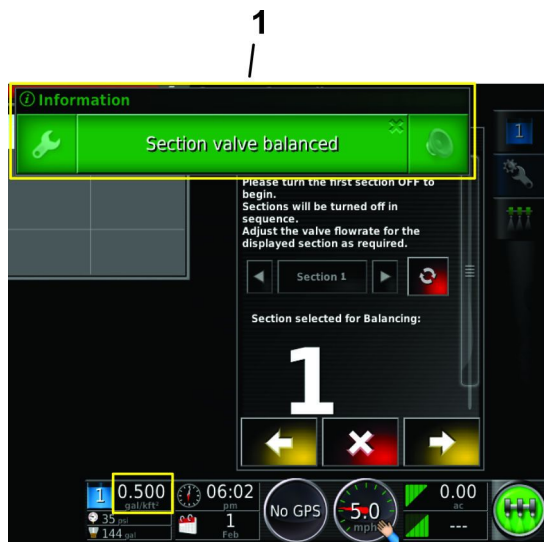 1
Information
Section valve balanced
1
Please turn the first section OFF to
begin.
Sections will be turned off in
sequence.
Adjust the valve flowrate for the
displayed section as required.
Section 1
Section selected for Balancing:
1
1 0.500
gal/kft²
35 psi
144 gal
06:02
pm
1
Feb
No GPS
5.0
mph
0.00
ac
---